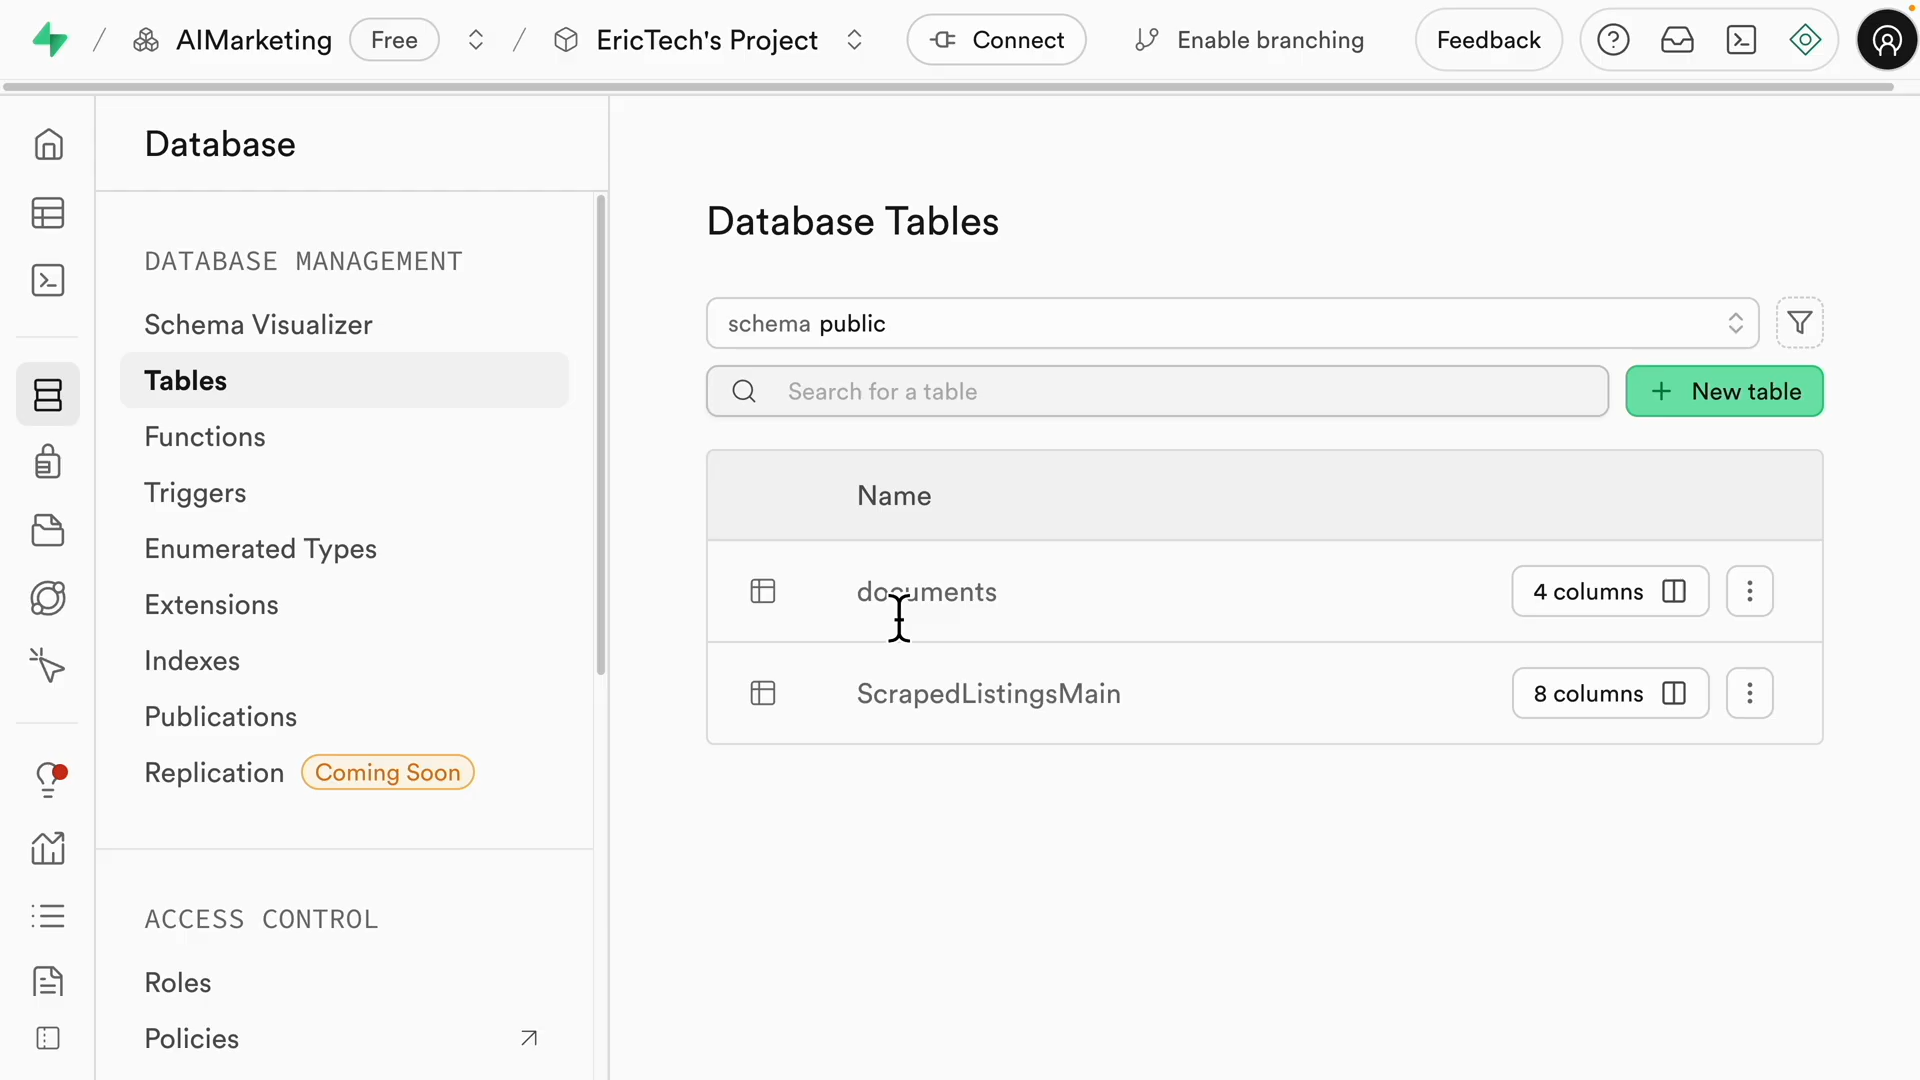 / AIMarketing Free / EricTech's Project Connect Enable branching Feedback
Database
DATABASE MANAGEMENT
Schema Visualizer
Tables
Functions
Triggers
Enumerated Types
Extensions
Indexes
Publications
Replication Coming Soon
ACCESS CONTROL
Roles
Policies
Database Tables
schema public
Search for a table
+ New table
Name
documents 4 columns
ScrapedListingsMain 8 columns